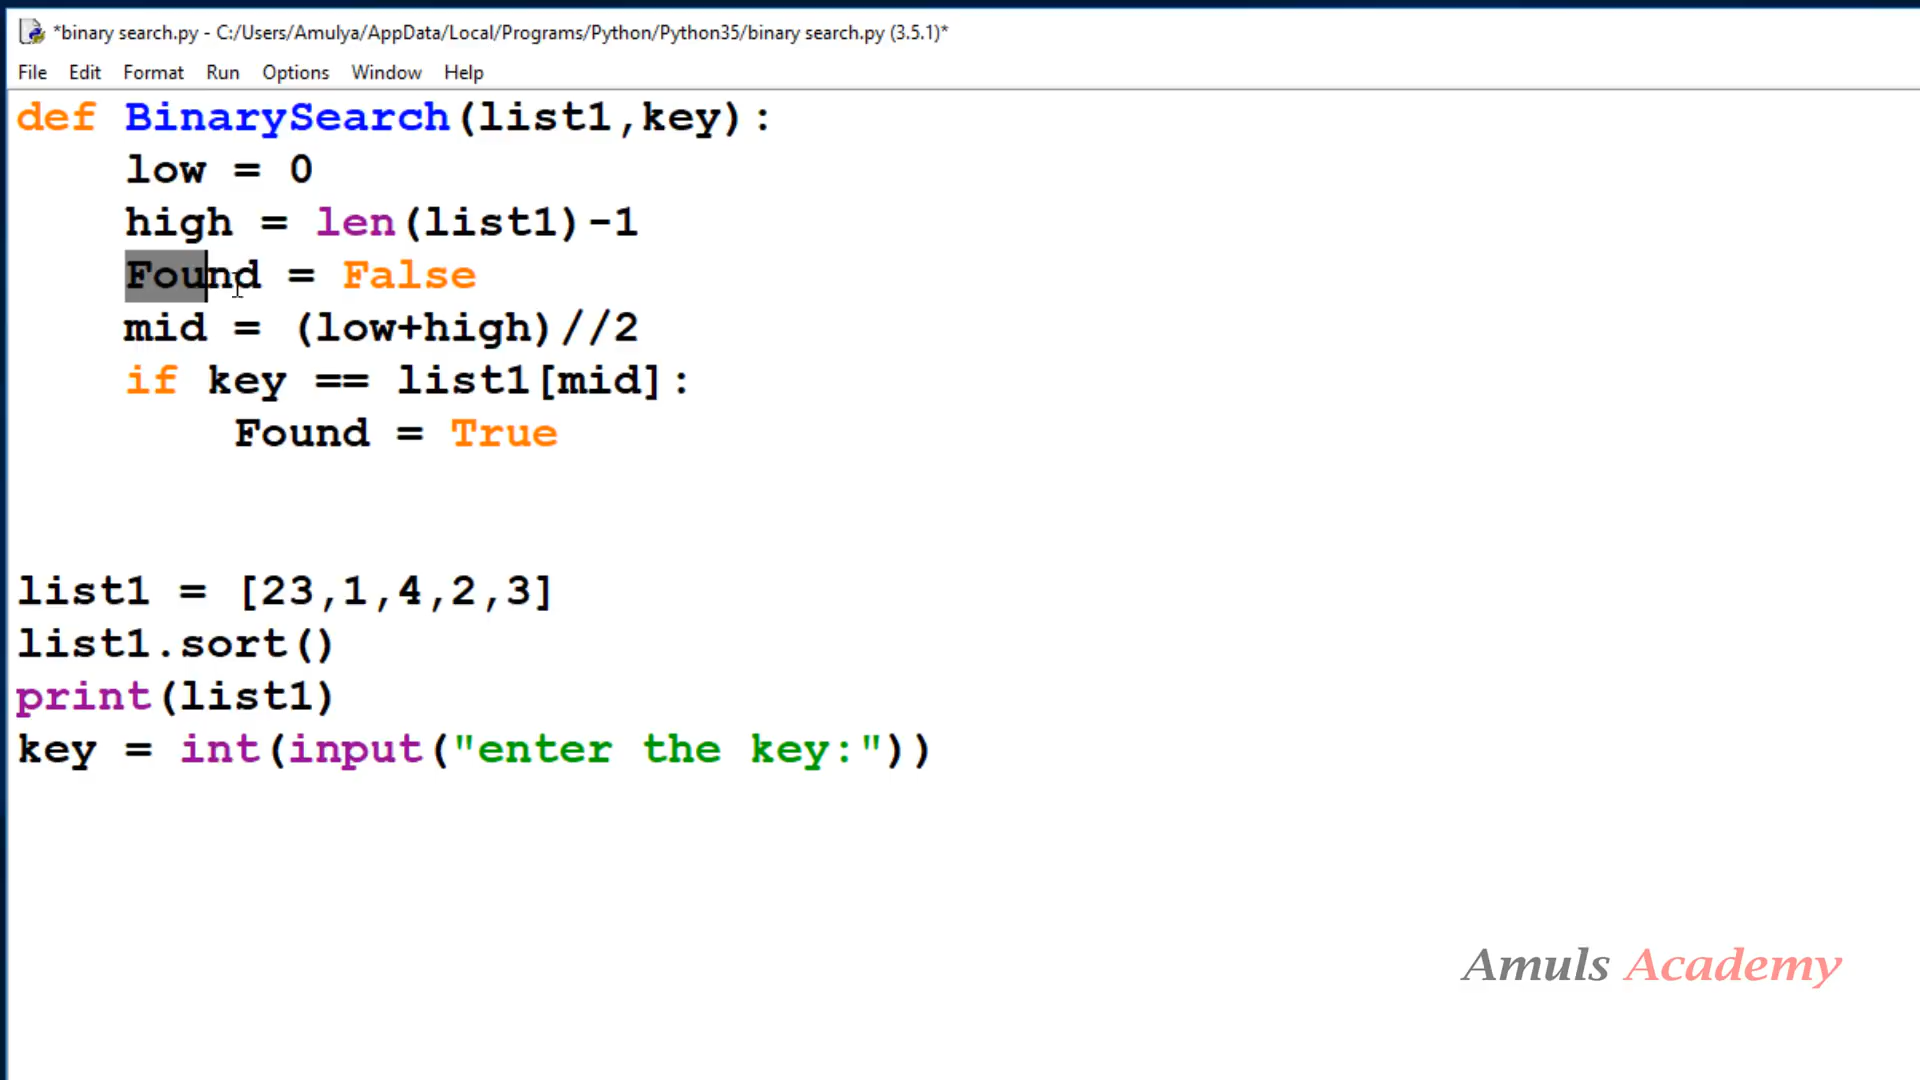 *binary search.py - C:/Users/Amulya/AppData/Local/Programs/Python/Python35/binary search.py (3.5.1)*
File Edit Format Run Options Window Help
def BinarySearch(list1,key):
    low = 0
    high = len(list1)-1
    Found = False
    mid = (low+high)//2
    if key == list1[mid]:
        Found = True
list1 = [23,1,4,2,3]
list1.sort()
print(list1)
key = int(input("enter the key:"))
Amuls Academy